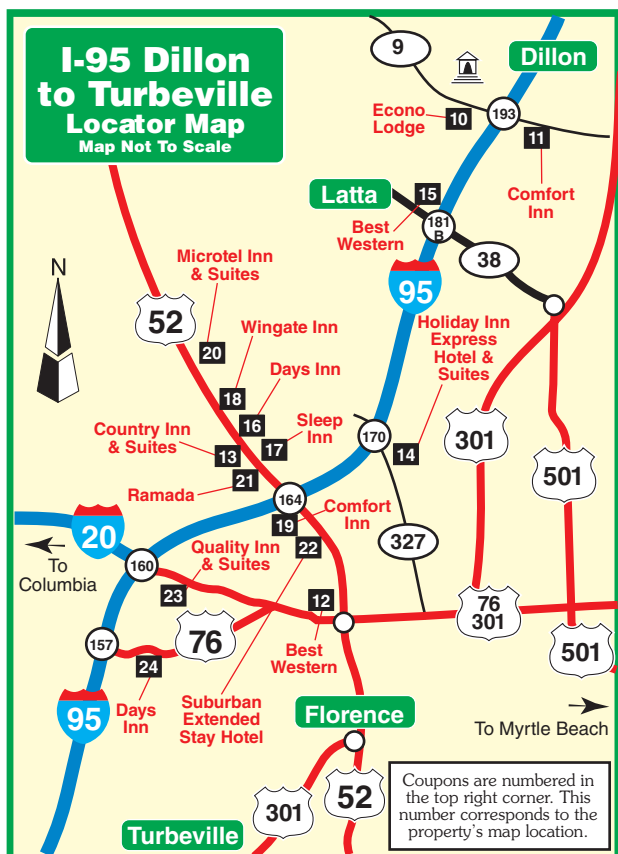 I-95 Dillon
to Turbeville
Locator Map
Map Not To Scale
9
Dillon
Econo
Lodge
10
193
11
Comfort
Inn
15
Latta
Best
Western
181
B
38
95
N
Microtel Inn
& Suites
52
20
Wingate Inn
18
Days Inn
16
17
Sleep
Inn
Country Inn
& Suites
13
21
Ramada
Holiday Inn
Express
Hotel &
Suites
170
14
301
501
164
19
Comfort
Inn
22
327
20
To
Columbia
160
Quality Inn
& Suites
23
12
76
301
157
76
24
Best
Western
501
95
Days
Inn
Suburban
Extended
Stay Hotel
Florence
To Myrtle Beach
301
52
Turbeville
Coupons are numbered in
the top right corner. This
number corresponds to the
property's map location.